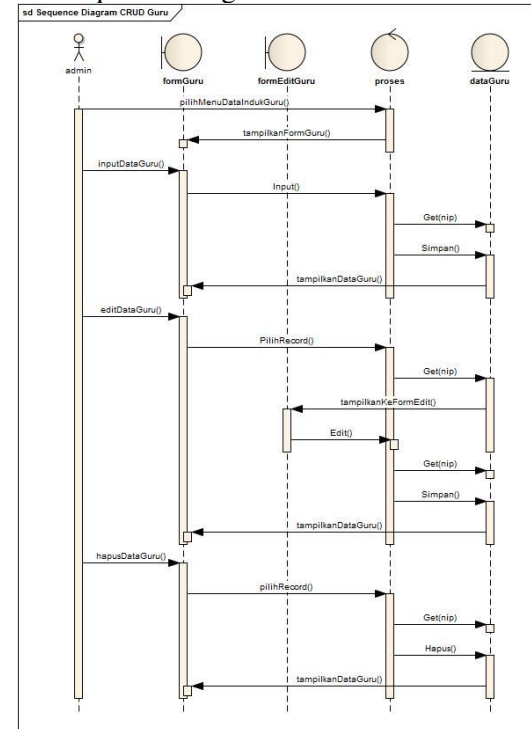 sd Sequence Diagram CRUD Guru
admin
formGuru
formEditGuru
proses
dataGuru
pilihMenuDataIndukGuru()
tampilkanFormGuru()
inputDataGuru()
Input()
Get(nip)
Simpan()
tampilkanDataGuru()
editDataGuru()
PilihRecord()
Get(nip)
tampilkanKeFormEdit()
Edit()
Get(nip)
Simpan()
tampilkanDataGuru()
hapusDataGuru()
pilihRecord()
Get(nip)
Hapus()
tampilkanDataGuru()